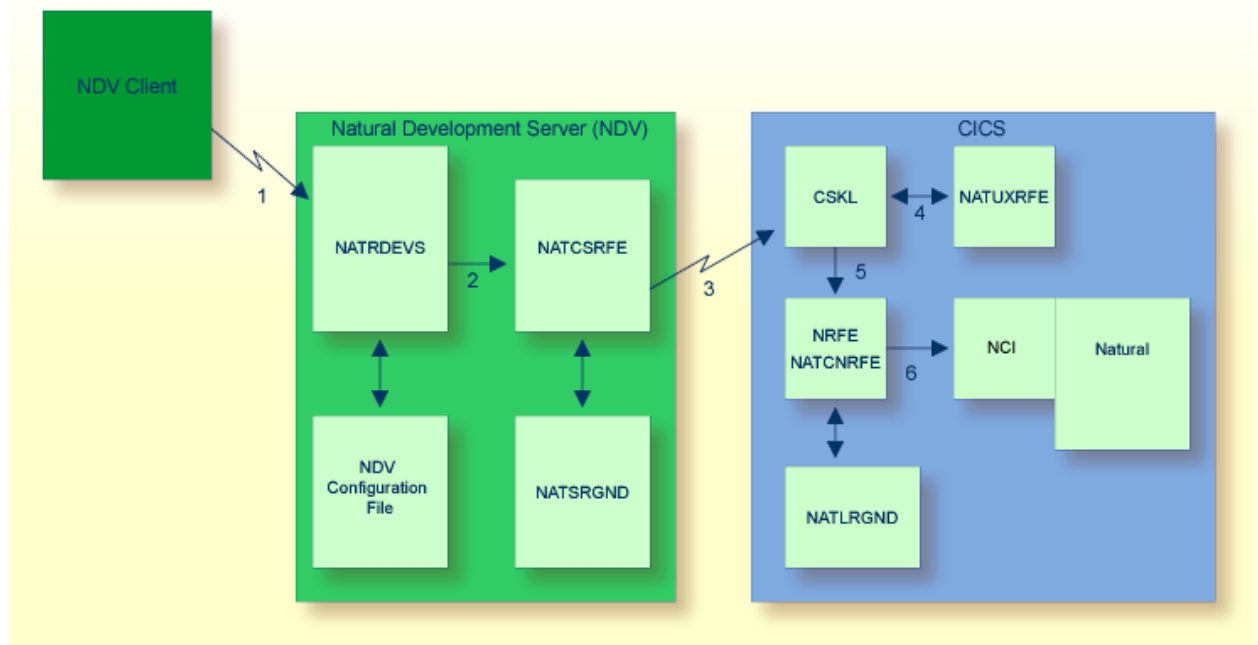 NDV Client
1
Natural Development Server (NDV)
NATRDEVS
2
NATCSRFE
NDV
Configuration
File
NATSRGND
3
CICS
CSKL
4
NATUXRFE
5
NRFE
NATCNRFE
6
NCI
Natural
NATLRGND